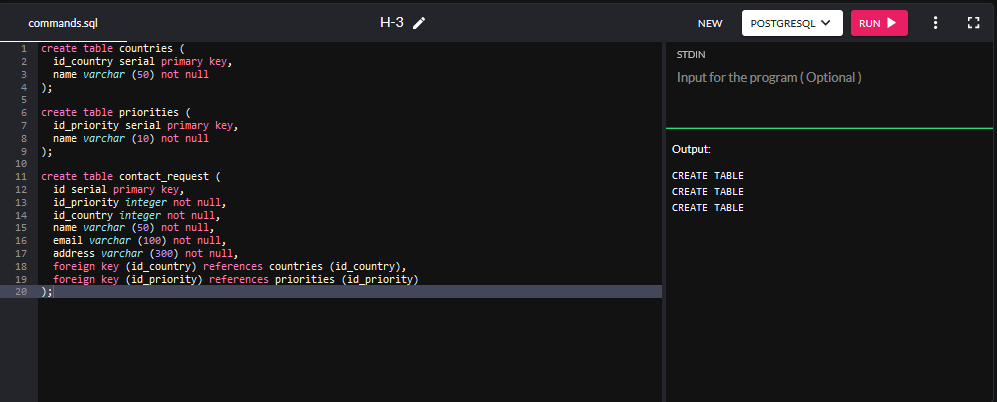 commands.sql H-3 NEW POSTGRESQL RUN
1 create table countries (
2   id_country serial primary key,
3   name varchar (50) not null
4 );
5
6 create table priorities (
7   id_priority serial primary key,
8   name varchar (10) not null
9 );
10
11 create table contact_request (
12   id serial primary key,
13   id_priority integer not null,
14   id_country integer not null,
15   name varchar (50) not null,
16   email varchar (100) not null,
17   address varchar (300) not null,
18   foreign key (id_country) references countries (id_country),
19   foreign key (id_priority) references priorities (id_priority)
20 );
STDIN
Input for the program ( Optional )
Output:
CREATE TABLE
CREATE TABLE
CREATE TABLE